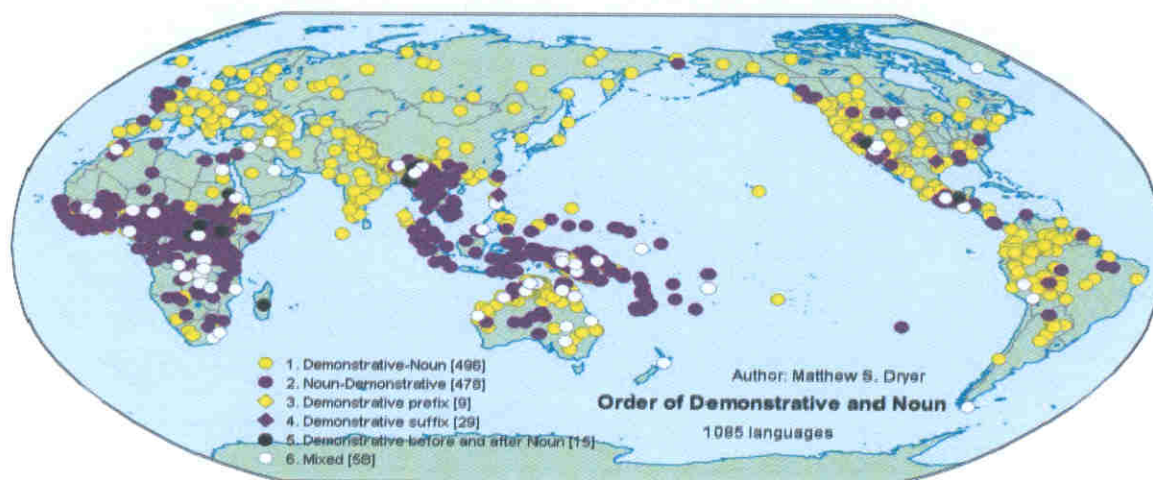 1. Demonstrative-Noun [496]
2. Noun-Demonstrative [478]
3. Demonstrative prefix [9]
4. Demonstrative suffix [29]
5. Demonstrative before and after Noun [15]
6. Mixed [58]
Author: Matthew S. Dryer
Order of Demonstrative and Noun
1085 languages